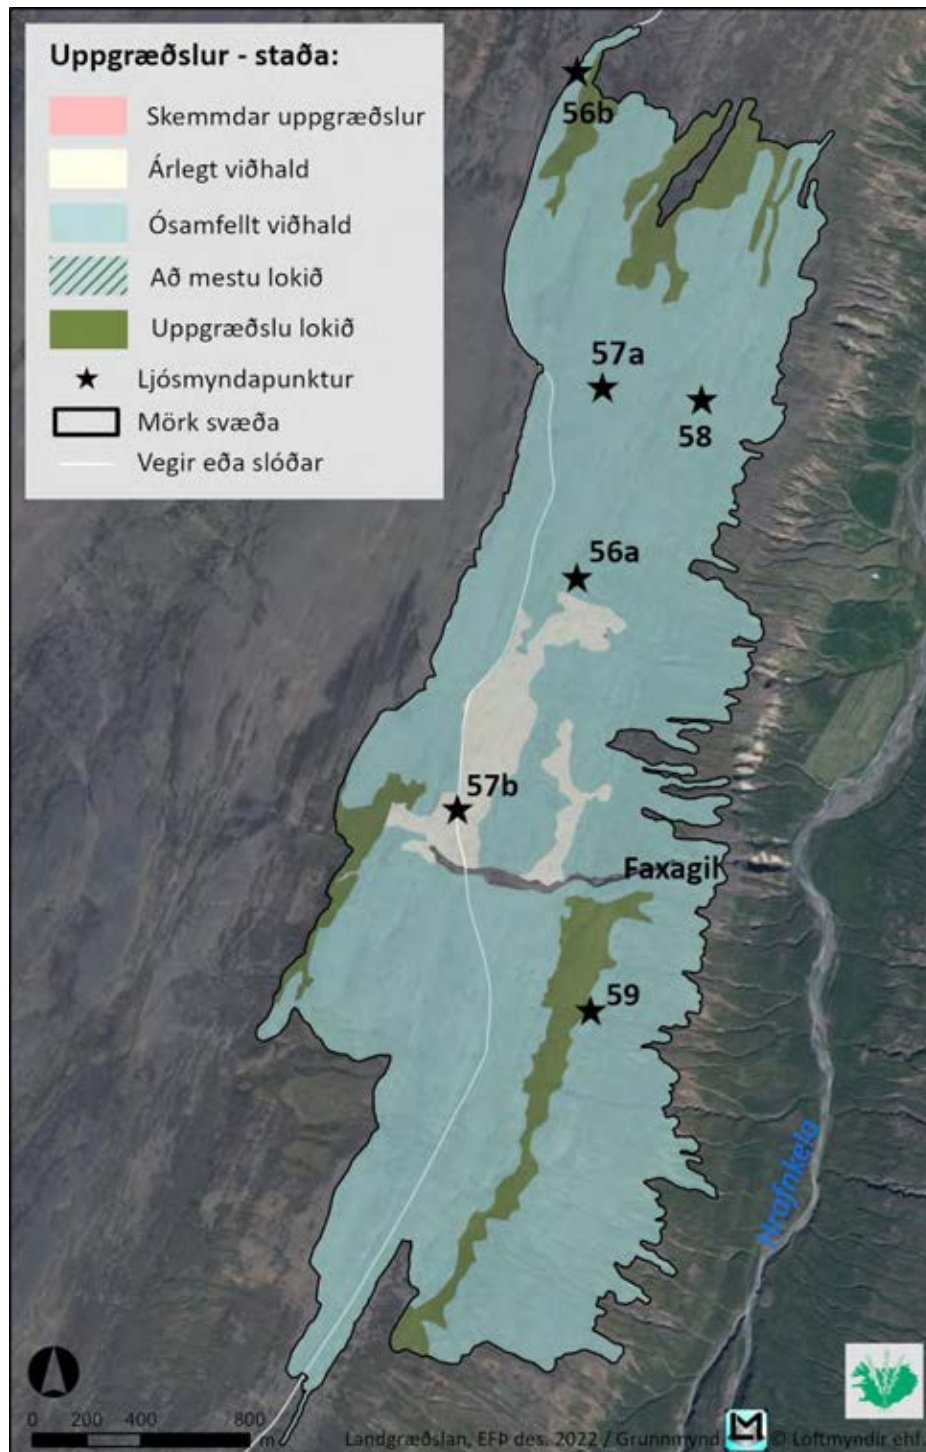 Uppgræðslur - staða:
Skemmdar uppgræðslur
Árlegt viðhald
Ósamfellt viðhald
Að mestu lokið
Uppgræðslu lokið
Ljósmyndapunktur
Mörk svæða
Vegir eða slóðar
56b
57a
58
56a
57b
Faxagil
59
Hrafnkela
0 200 400 800
m
Landgræðslan, EFÞ des. 2022 / Grunnmynd © Loftmyndir ehf.